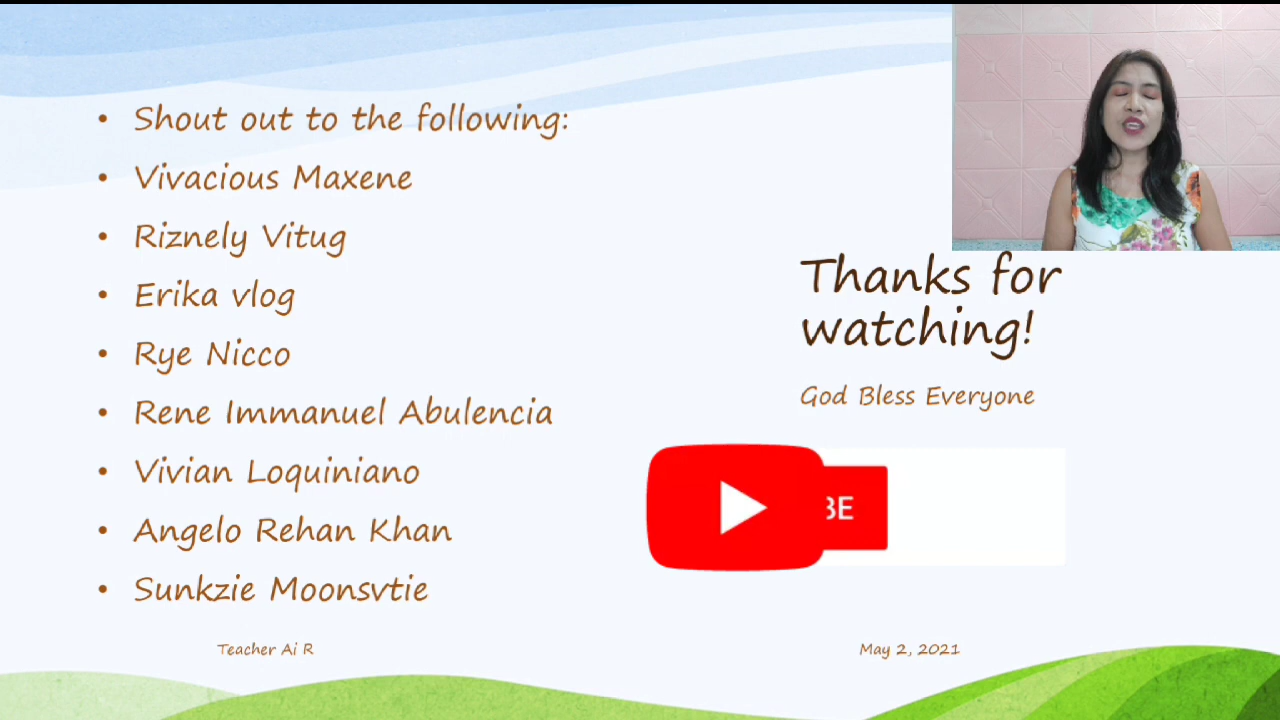 Shout out to the following:
Vivacious Maxene
Riznely Vitug
Erika vlog
Rye Nicco
Rene Immanuel Abulencia
Vivian Loquiniano
Angelo Rehan Khan
Sunkzie Moonsvtie
Thanks for
watching!
God Bless Everyone
Teacher Ai R
May 2, 2021